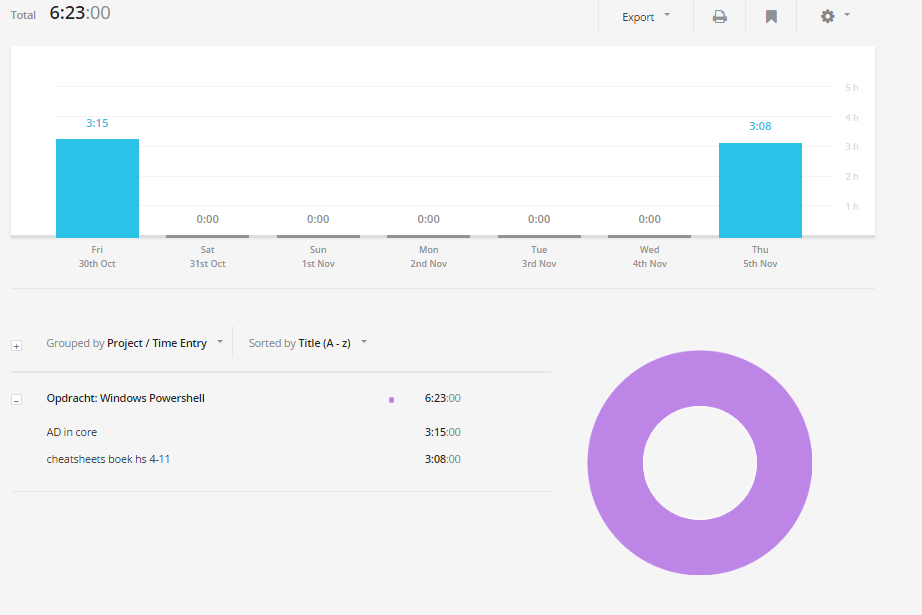 Total 6:23:00 Export
5 h
3:15 4 h
3:08
3 h
2 h
1 h
0:00 0:00 0:00 0:00 0:00
Fri Sat Sun Mon Tue Wed Thu
30th Oct 31st Oct 1st Nov 2nd Nov 3rd Nov 4th Nov 5th Nov
Grouped by Project / Time Entry Sorted by Title (A - z)
Opdracht: Windows Powershell 6:23:00
AD in core 3:15:00
cheatsheets boek hs 4-11 3:08:00